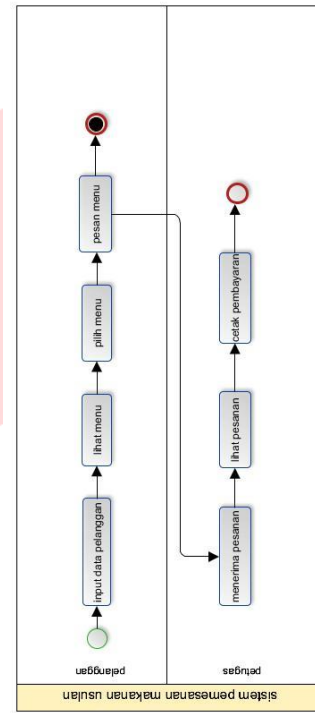 sistem pemesanan makanan usulan
pelanggan
input data pelanggan
lihat menu
pilih menu
pesan menu
petugas
menerima pesanan
lihat pesanan
cetak pembayaran